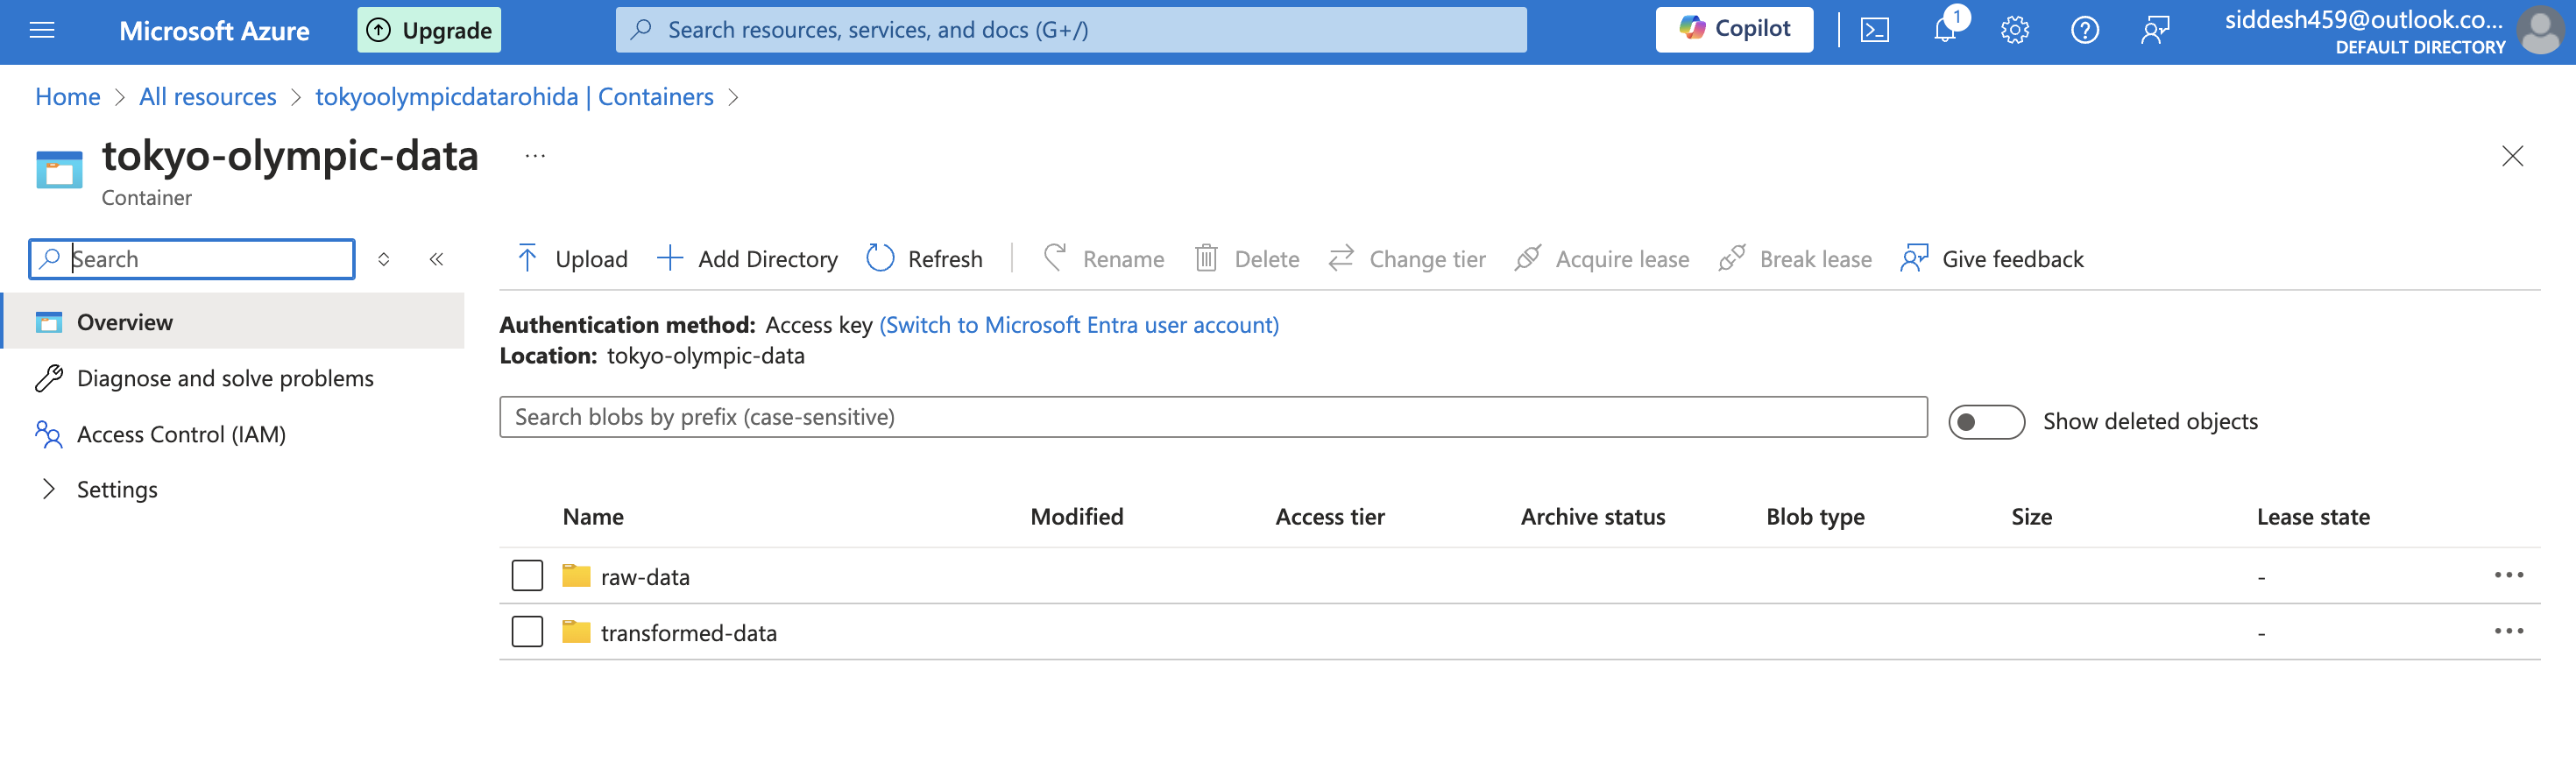 Microsoft Azure
Upgrade
Search resources, services, and docs (G+/)
Copilot
1
siddesh459@outlook.co...
DEFAULT DIRECTORY
Home > All resources > tokyoolympicdatarohida | Containers >
tokyo-olympic-data ...
Container
Search
Upload
Add Directory
Refresh
Rename
Delete
Change tier
Acquire lease
Break lease
Give feedback
Overview
Diagnose and solve problems
Access Control (IAM)
Settings
Authentication method: Access key (Switch to Microsoft Entra user account)
Location: tokyo-olympic-data
Search blobs by prefix (case-sensitive)
Show deleted objects
Name Modified Access tier Archive status Blob type Size Lease state
raw-data -
transformed-data -